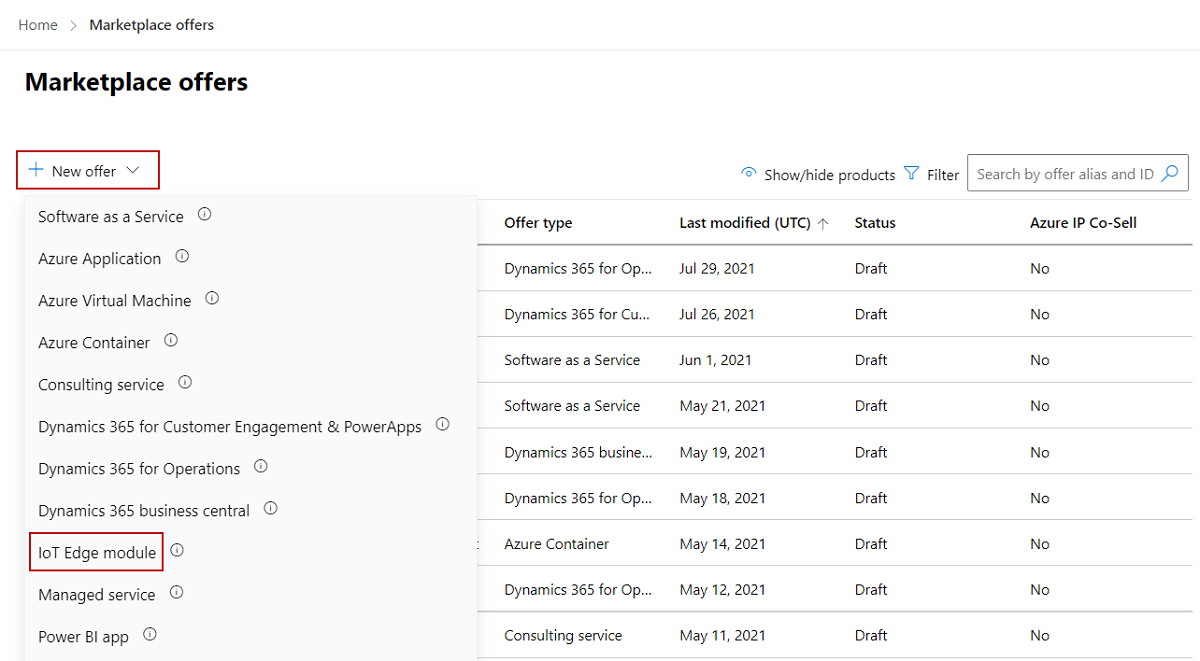 Home > Marketplace offers
Marketplace offers
+ New offer
Show/hide products Filter Search by offer alias and ID
Software as a Service
Azure Application
Azure Virtual Machine
Azure Container
Consulting service
Dynamics 365 for Customer Engagement & PowerApps
Dynamics 365 for Operations
Dynamics 365 business central
IoT Edge module
Managed service
Power BI app
Offer type Last modified (UTC) ↑ Status Azure IP Co-Sell
Dynamics 365 for Op... Jul 29, 2021 Draft No
Dynamics 365 for Cu... Jul 26, 2021 Draft No
Software as a Service Jun 1, 2021 Draft No
Software as a Service May 21, 2021 Draft No
Dynamics 365 busine... May 19, 2021 Draft No
Dynamics 365 for Op... May 18, 2021 Draft No
Azure Container May 14, 2021 Draft No
Dynamics 365 for Op... May 12, 2021 Draft No
Consulting service May 11, 2021 Draft No